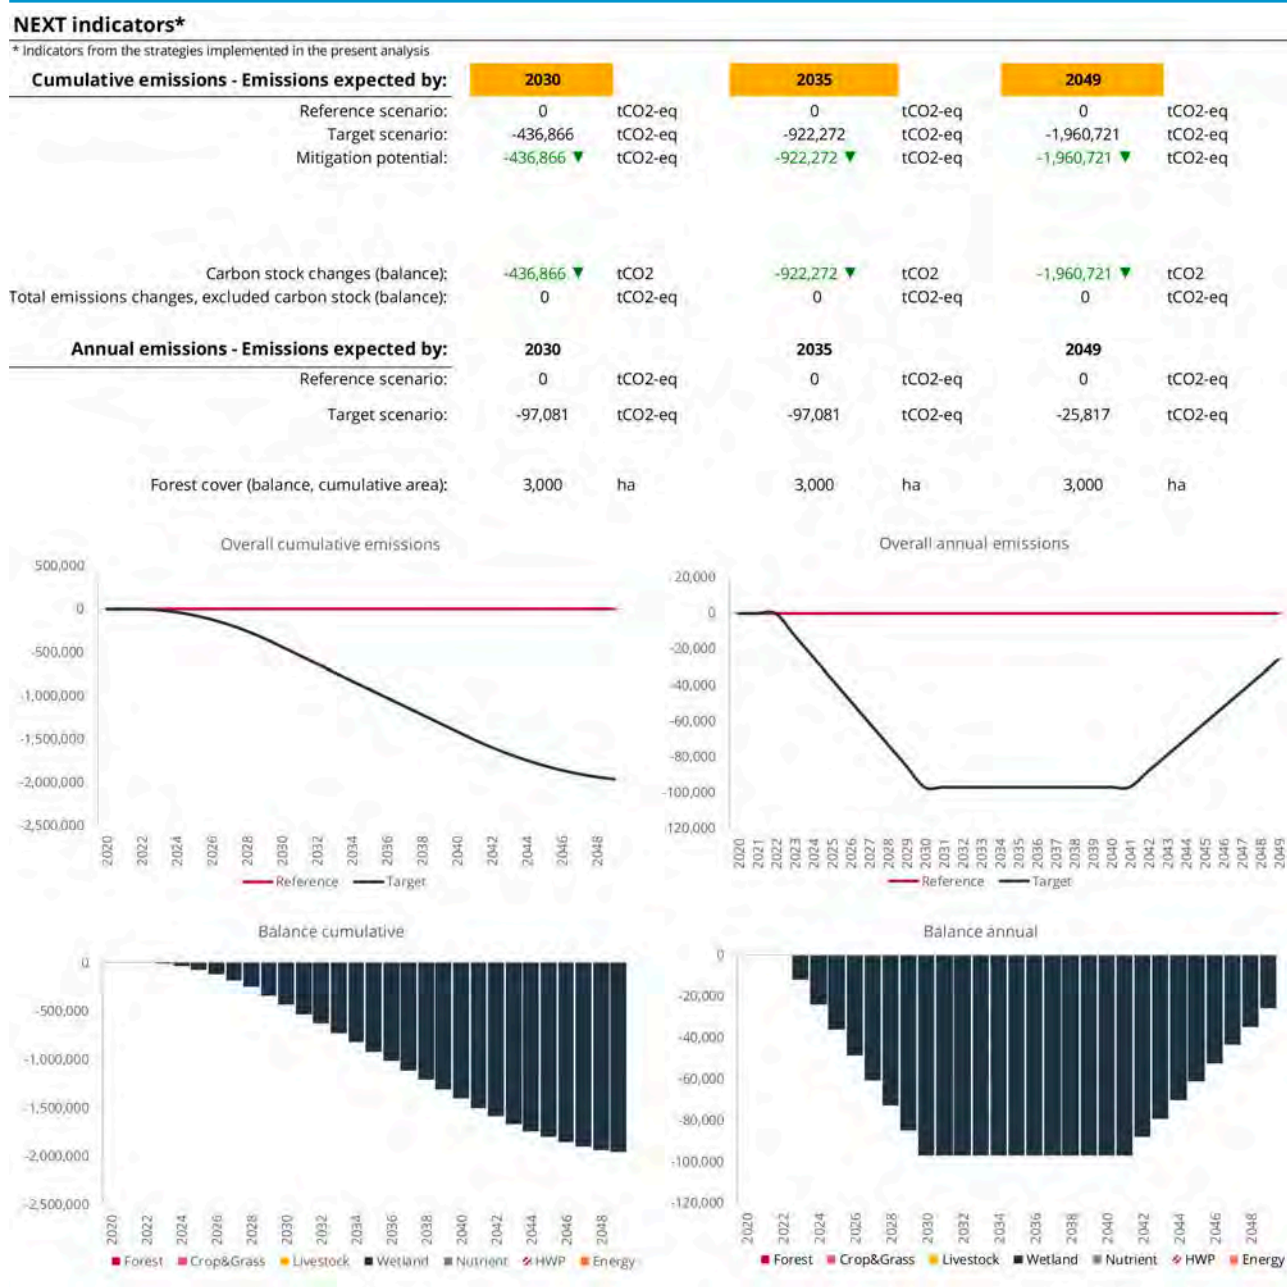 NEXT indicators*
* Indicators from the strategies implemented in the present analysis
Cumulative emissions - Emissions expected by: 2030 2035 2049
Reference scenario: 0 tCO2-eq 0 tCO2-eq 0 tCO2-eq
Target scenario: -436,866 tCO2-eq -922,272 tCO2-eq -1,960,721 tCO2-eq
Mitigation potential: -436,866 ▼ tCO2-eq -922,272 ▼ tCO2-eq -1,960,721 ▼ tCO2-eq
Carbon stock changes (balance): -436,866 ▼ tCO2 -922,272 ▼ tCO2 -1,960,721 ▼ tCO2
Total emissions changes, excluded carbon stock (balance): 0 tCO2-eq 0 tCO2-eq 0 tCO2-eq
Annual emissions - Emissions expected by: 2030 2035 2049
Reference scenario: 0 tCO2-eq 0 tCO2-eq 0 tCO2-eq
Target scenario: -97,081 tCO2-eq -97,081 tCO2-eq -25,817 tCO2-eq
Forest cover (balance, cumulative area): 3,000 ha 3,000 ha 3,000 ha
Overall cumulative emissions
500,000
0
-500,000
-1,000,000
-1,500,000
-2,000,000
-2,500,000
2020 2022 2024 2026 2028 2030 2032 2034 2036 2038 2040 2042 2044 2046 2048
Reference Target
Overall annual emissions
20,000
0
-20,000
-40,000
-60,000
-80,000
-100,000
120,000
2020 2021 2022 2023 2024 2025 2026 2027 2028 2029 2030 2031 2032 2033 2034 2035 2036 2037 2038 2039 2040 2041 2042 2043 2044 2045 2046 2047 2048 2049
Reference Target
Balance cumulative
0
-500,000
-1,000,000
-1,500,000
-2,000,000
-2,500,000
2020 2022 2024 2026 2028 2030 2032 2034 2036 2038 2040 2042 2044 2046 2048
Forest Crop&Grass Livestock Wetland Nutrient HWP Energy
Balance annual
0
-20,000
-40,000
-60,000
-80,000
-100,000
-120,000
2020 2022 2024 2026 2028 2030 2032 2034 2036 2038 2040 2042 2044 2046 2048
Forest Crop&Grass Livestock Wetland Nutrient HWP Energy